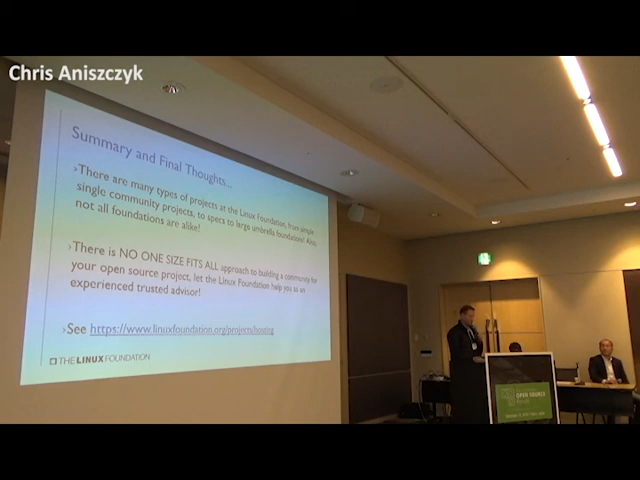 Chris Aniszczyk
Summary and Final Thoughts...
›There are many types of projects at the Linux Foundation, from simple
single community projects, to specs to large umbrella foundations! Also,
not all foundations are alike!
›There is NO ONE SIZE FITS ALL approach to building a community for
your open source project, let the Linux Foundation help you as an
experienced trusted advisor!
›See https://www.linuxfoundation.org/projects/hosting
THE LINUX FOUNDATION
OPEN SOURCE